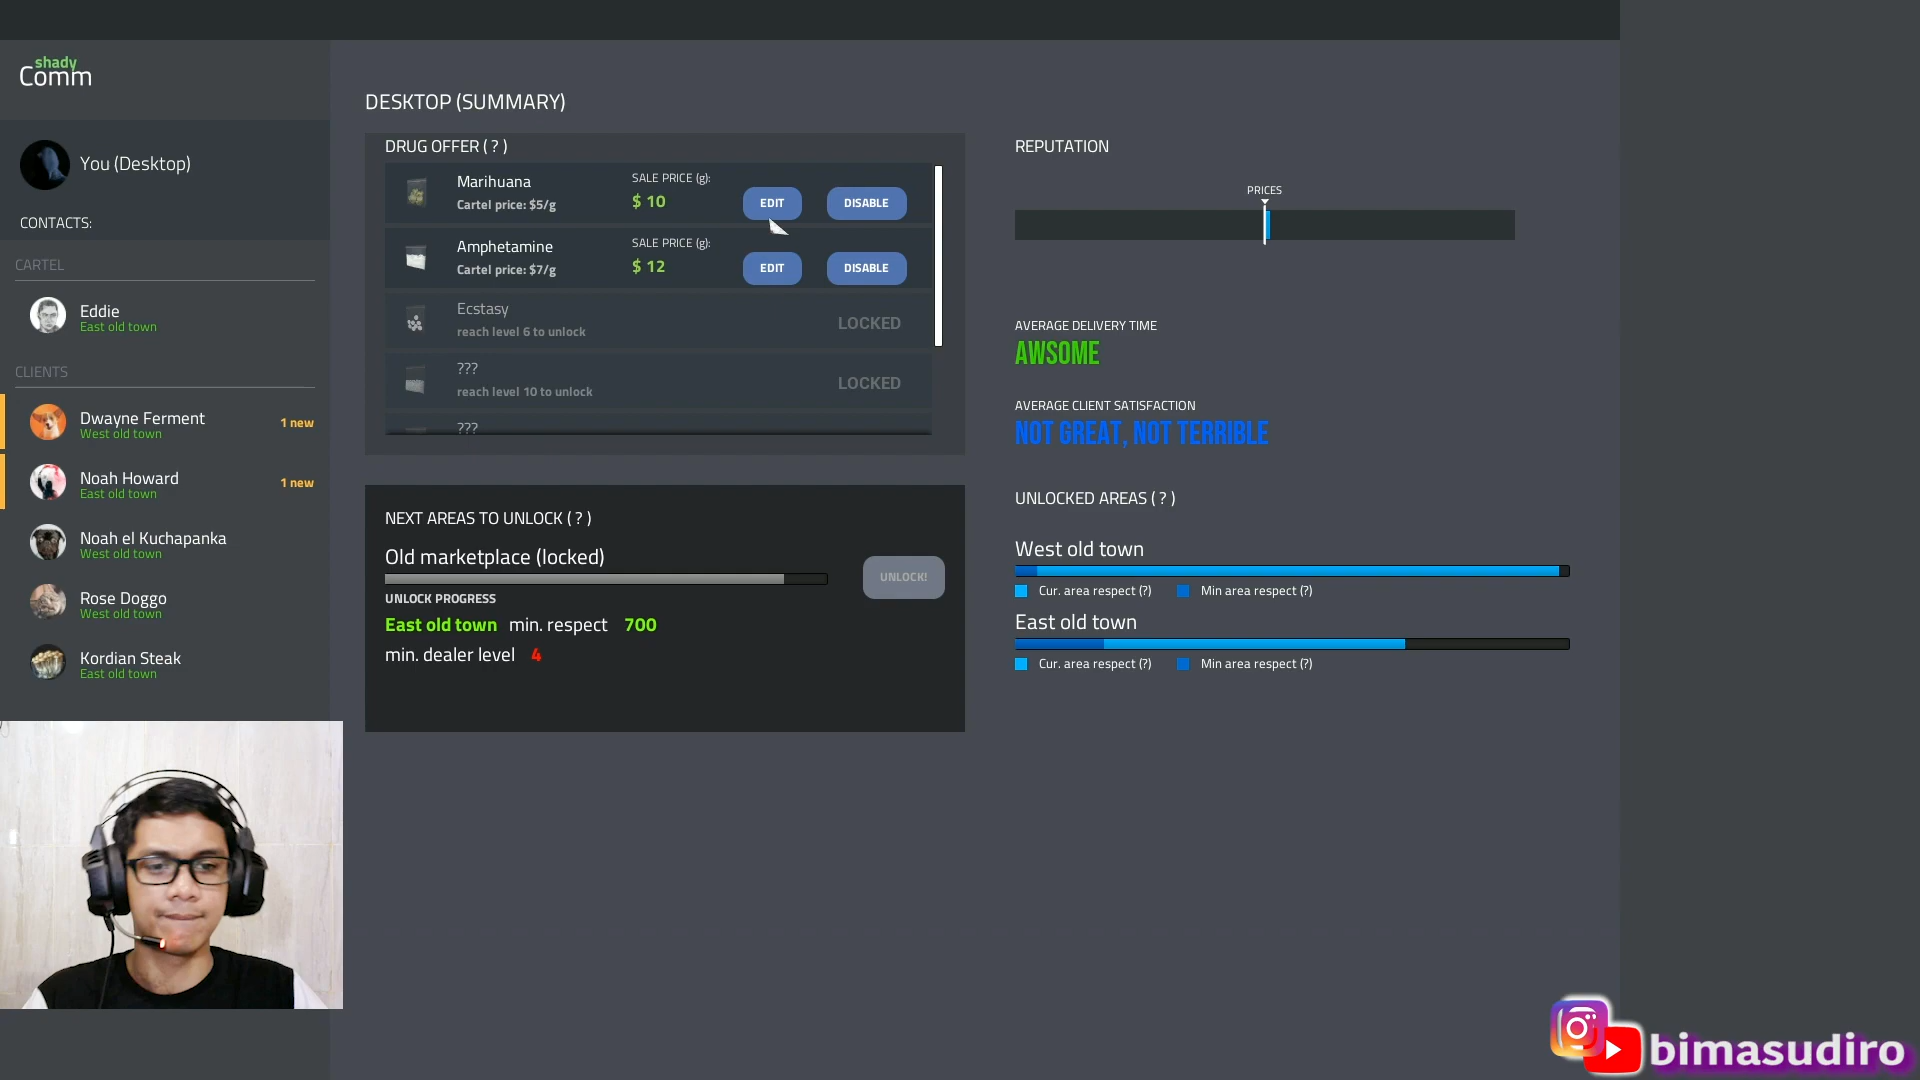 shady
Comm
You (Desktop)
CONTACTS:
CARTEL
Eddie
East old town
CLIENTS
Dwayne Ferment
West old town
1 new
Noah Howard
East old town
1 new
Noah el Kuchapanka
West old town
Rose Doggo
West old town
Kordian Steak
East old town
DESKTOP (SUMMARY)
DRUG OFFER ( ? )
Marihuana
Cartel price: $5/g
SALE PRICE (g):
$ 10
EDIT
DISABLE
Amphetamine
Cartel price: $7/g
SALE PRICE (g):
$ 12
EDIT
DISABLE
Ecstasy
reach level 6 to unlock
LOCKED
???
reach level 10 to unlock
LOCKED
???
NEXT AREAS TO UNLOCK ( ? )
Old marketplace (locked)
UNLOCK!
UNLOCK PROGRESS
East old town min. respect 700
min. dealer level 4
REPUTATION
PRICES
AVERAGE DELIVERY TIME
AWSOME
AVERAGE CLIENT SATISFACTION
NOT GREAT, NOT TERRIBLE
UNLOCKED AREAS ( ? )
West old town
Cur. area respect (?) Min area respect (?)
East old town
Cur. area respect (?) Min area respect (?)
bimasudiro